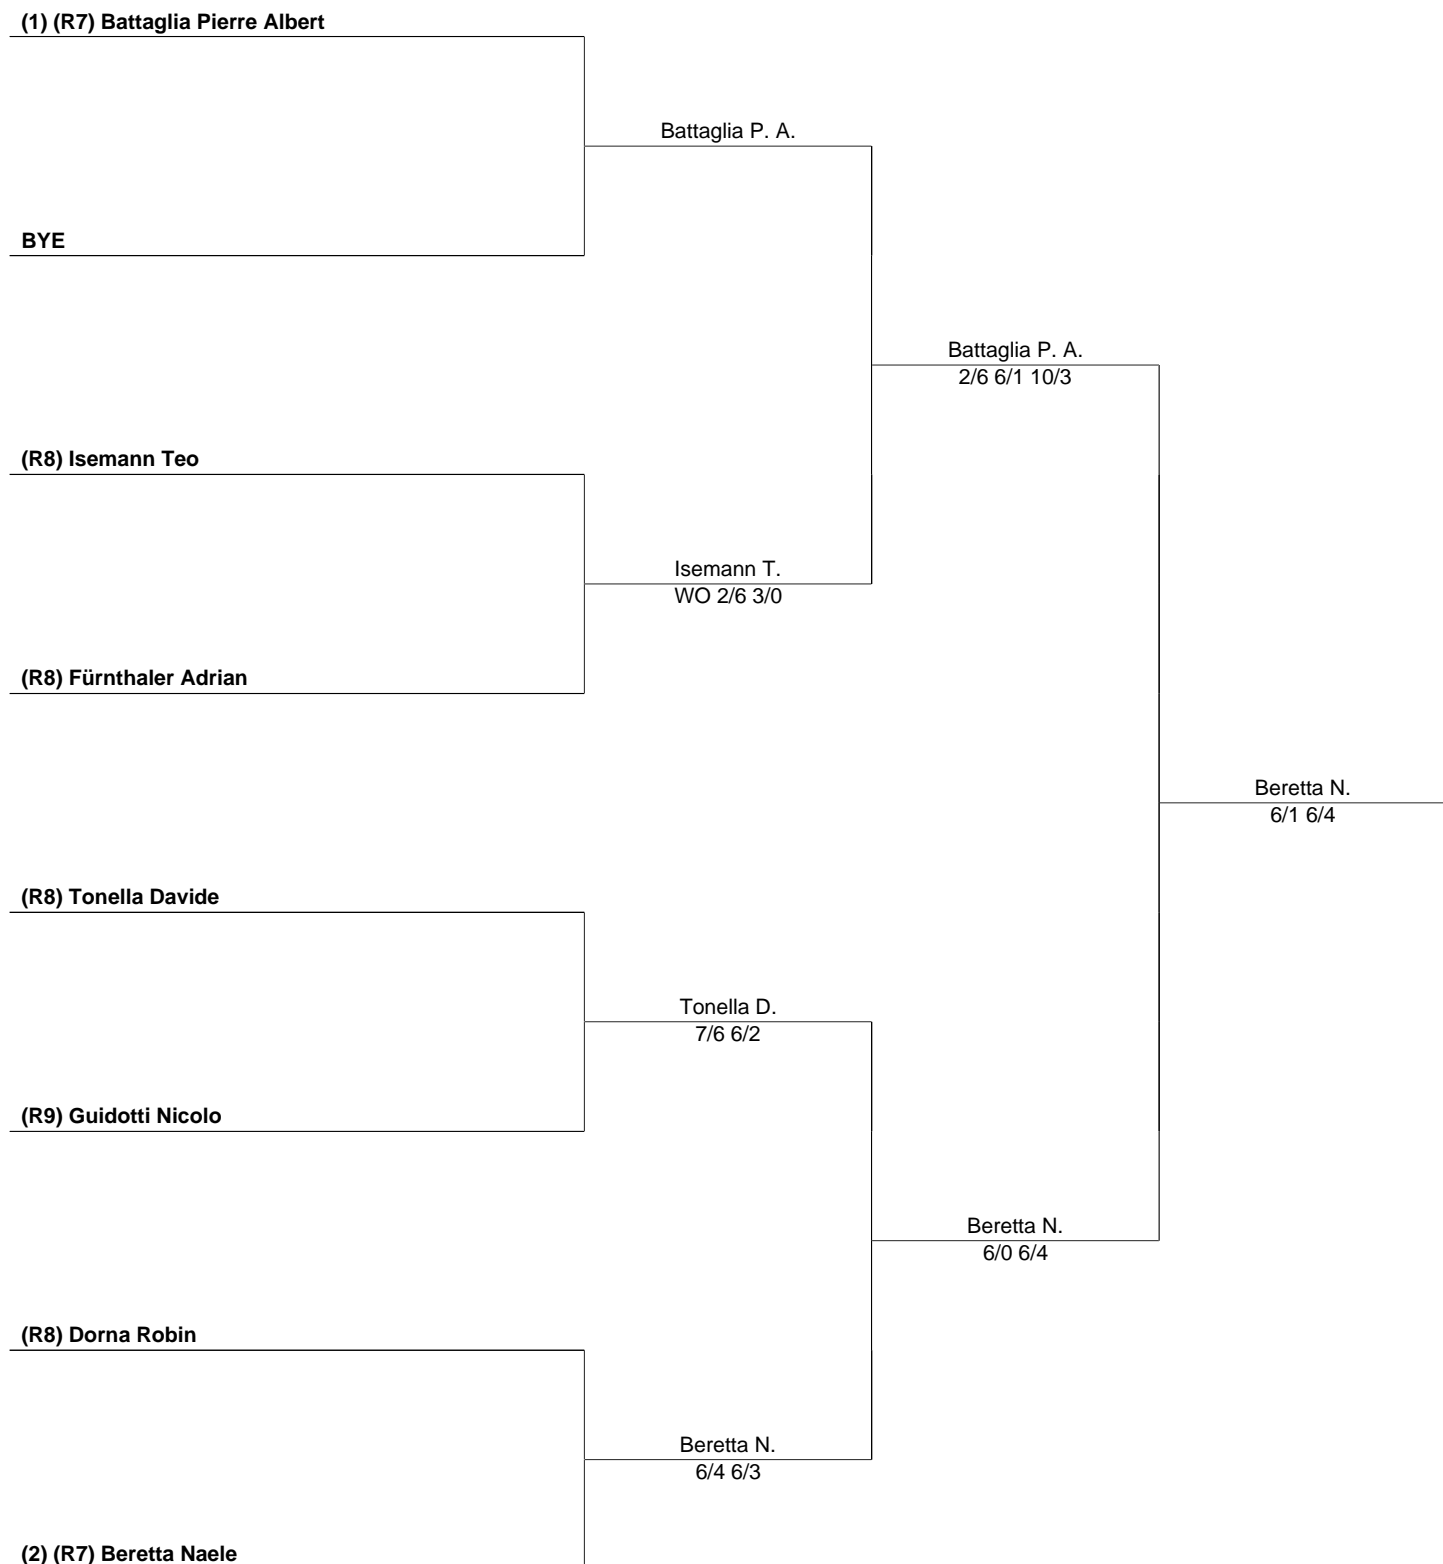 (1) (R7) Battaglia Pierre Albert
Battaglia P. A.
BYE
Battaglia P. A.
2/6 6/1 10/3
(R8) Isemann Teo
Isemann T.
WO 2/6 3/0
(R8) Fürnthaler Adrian
Beretta N.
6/1 6/4
(R8) Tonella Davide
Tonella D.
7/6 6/2
(R9) Guidotti Nicolo
Beretta N.
6/0 6/4
(R8) Dorna Robin
Beretta N.
6/4 6/3
(2) (R7) Beretta Naele